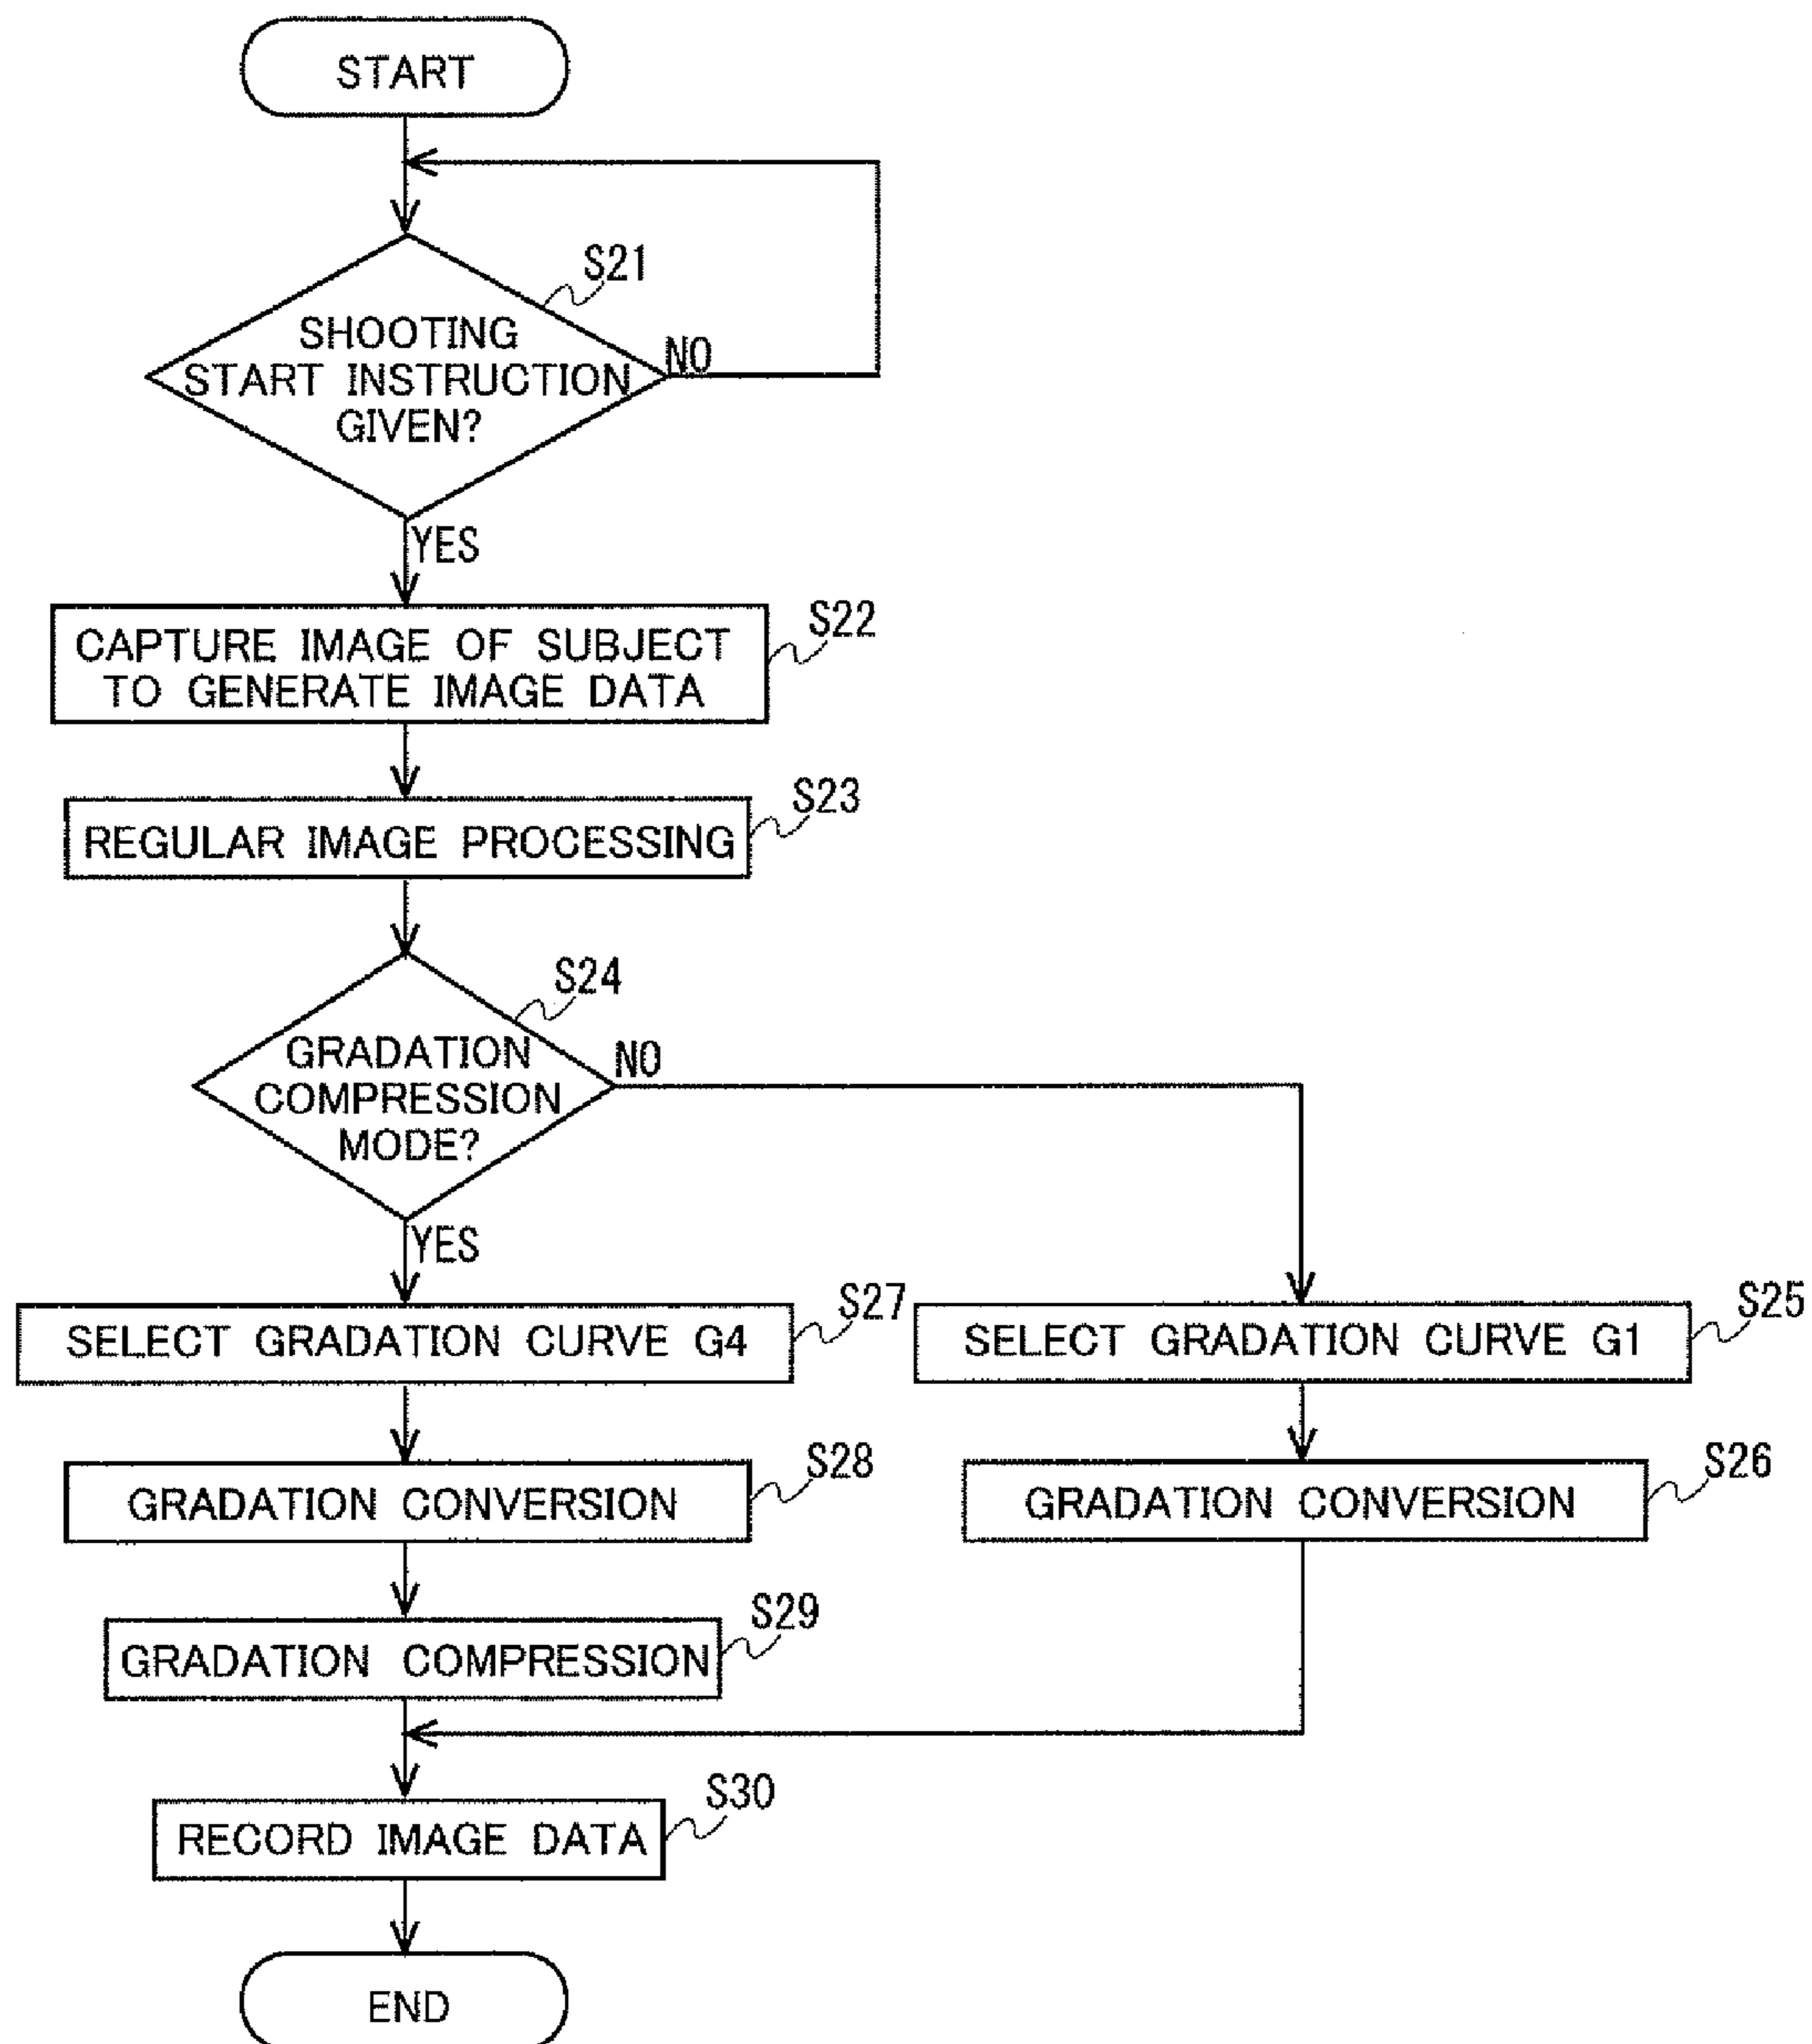 START
S21
SHOOTING
START INSTRUCTION
GIVEN?
NO
YES
S22
CAPTURE IMAGE OF SUBJECT
TO GENERATE IMAGE DATA
S23
REGULAR IMAGE PROCESSING
S24
GRADATION
COMPRESSION
MODE?
NO
YES
S27
SELECT GRADATION CURVE G4
S25
SELECT GRADATION CURVE G1
S28
GRADATION CONVERSION
S26
GRADATION CONVERSION
S29
GRADATION COMPRESSION
S30
RECORD IMAGE DATA
END